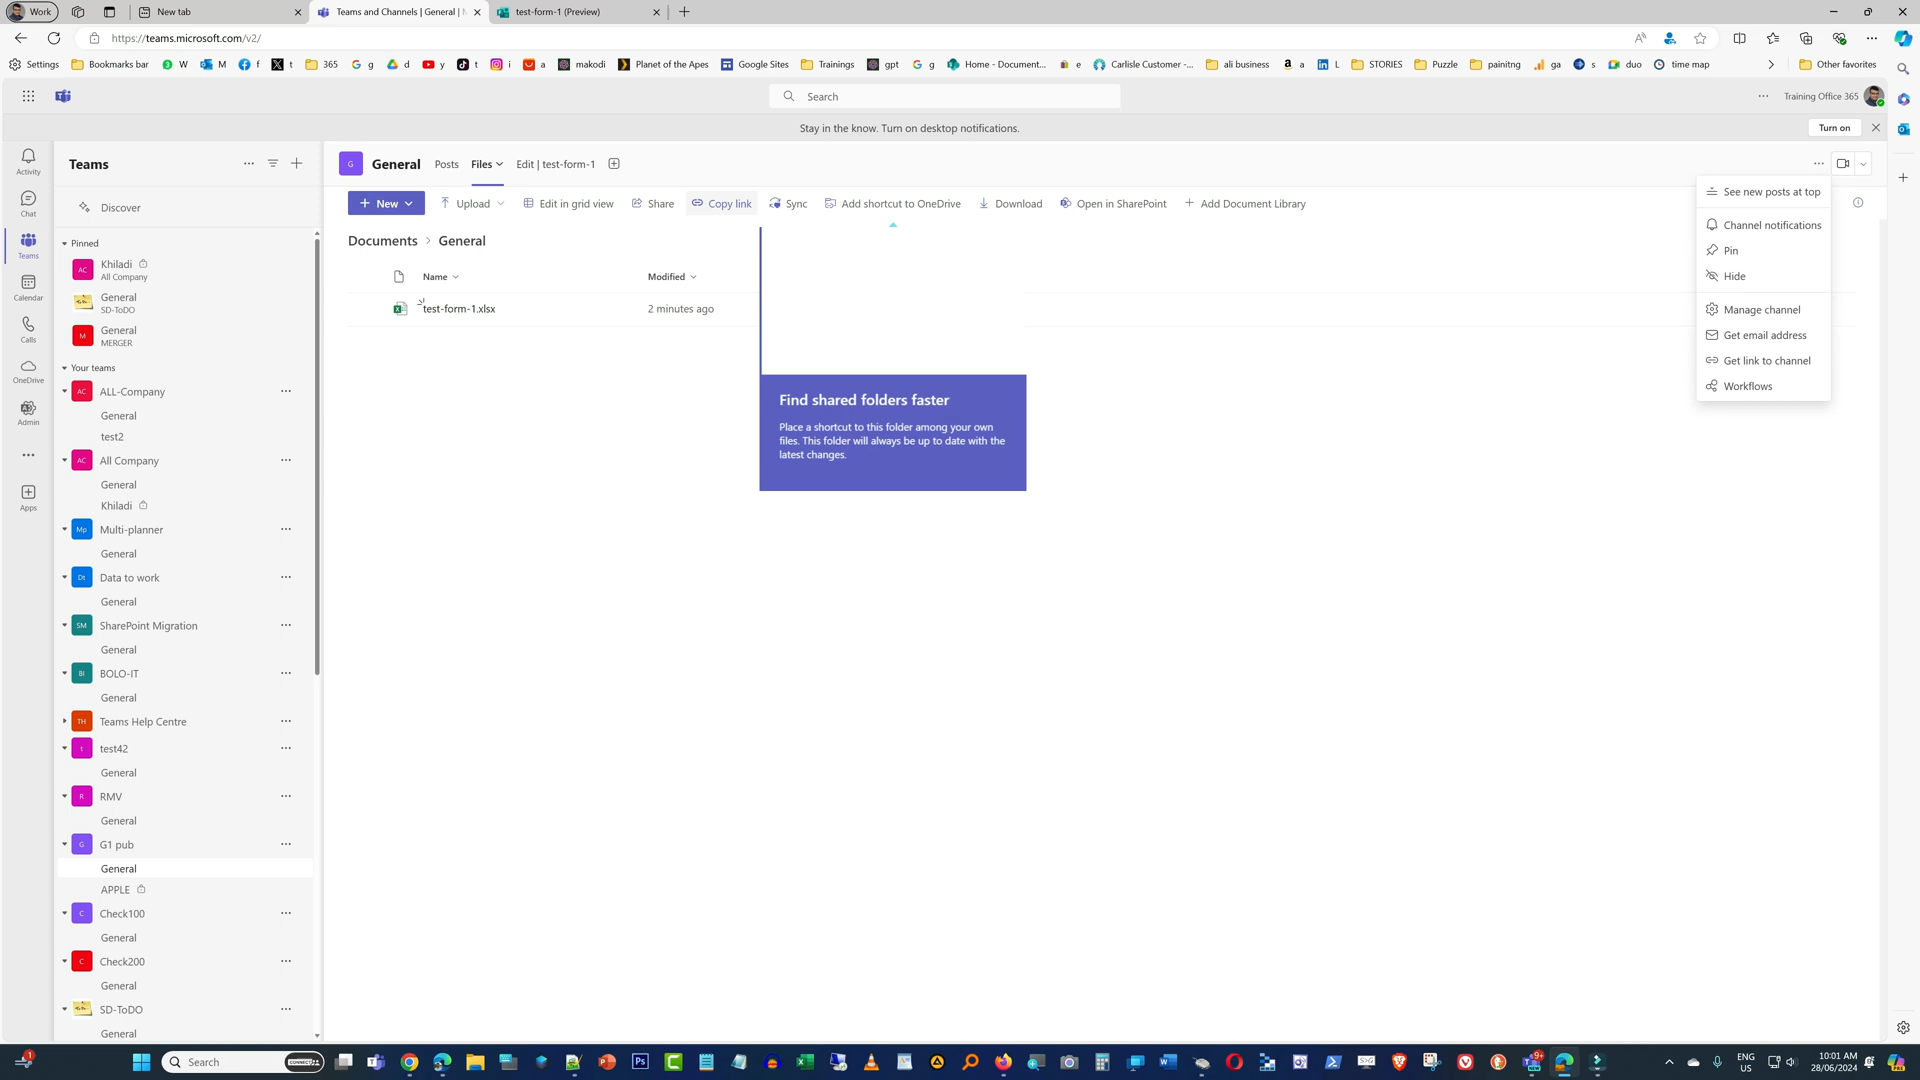 Work
New tab
Teams and Channels | General |
test-form-1 (Preview)
https://teams.microsoft.com/v2/
Settings
Bookmarks bar
W
M
f
t
365
g
d
y
t
i
a
makodi
Planet of the Apes
Google Sites
Trainings
gpt
g
Home - Document...
e
Carlisle Customer -...
ali business
a
L
STORIES
Puzzle
painitng
ga
s
duo
time map
Other favorites
Search
Training Office 365
Stay in the know. Turn on desktop notifications.
Turn on
Activity
Chat
Teams
Calendar
Calls
OneDrive
Admin
Apps
Teams
Discover
Pinned
AC
Khiladi
All Company
General
SD-ToDO
M
General
MERGER
Your teams
AC
ALL-Company
General
test2
AC
All Company
General
Khiladi
Mp
Multi-planner
General
Dt
Data to work
General
SM
SharePoint Migration
General
BI
BOLO-IT
General
TH
Teams Help Centre
t
test42
General
R
RMV
General
G
G1 pub
General
APPLE
C
Check100
General
C
Check200
General
SD-ToDO
General
G
General
Posts
Files
Edit | test-form-1
New
Upload
Edit in grid view
Share
Copy link
Sync
Add shortcut to OneDrive
Download
Open in SharePoint
Add Document Library
Documents > General
Name
Modified
test-form-1.xlsx
2 minutes ago
Find shared folders faster
Place a shortcut to this folder among your own
files. This folder will always be up to date with the
latest changes.
See new posts at top
Channel notifications
Pin
Hide
Manage channel
Get email address
Get link to channel
Workflows
1
Search
9+
ENG
US
10:01 AM
28/06/2024